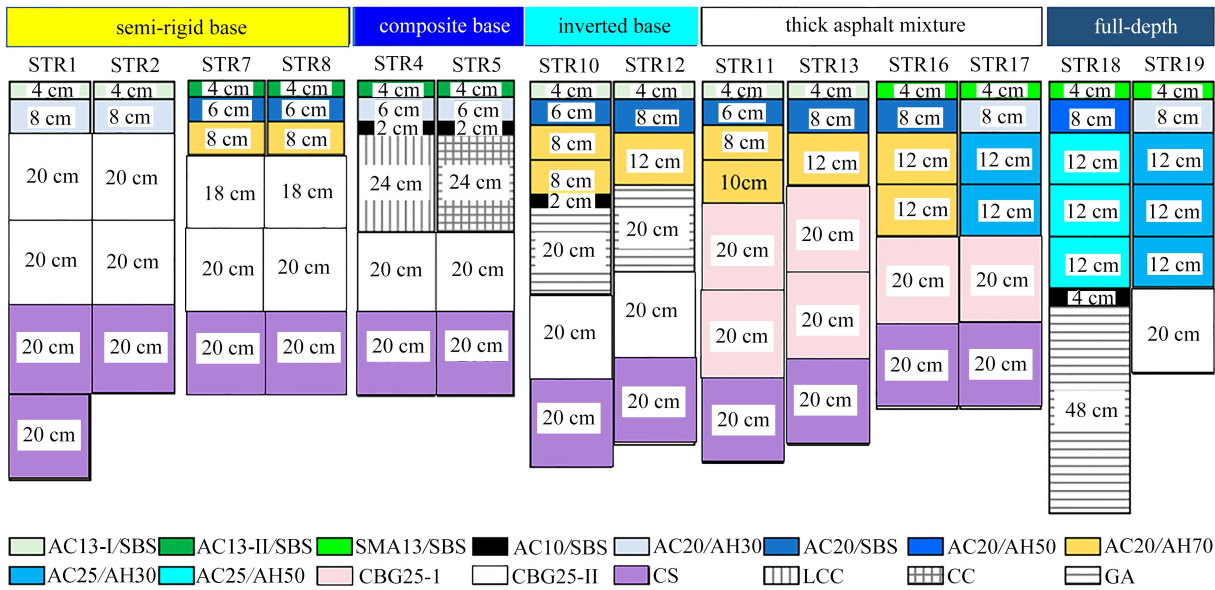 semi-rigid base composite base inverted base thick asphalt mixture full-depth
STR1 STR2 STR7 STR8 STR4 STR5 STR10 STR12 STR11 STR13 STR16 STR17 STR18 STR19
4 cm 4 cm 4 cm 4 cm 4 cm 4 cm 4 cm 4 cm 4 cm 4 cm 4 cm 4 cm 4 cm 4 cm
8 cm 8 cm 6 cm 6 cm 6 cm 6 cm 6 cm 8 cm 6 cm 8 cm 8 cm 8 cm 8 cm 8 cm
2 cm 2 cm
8 cm 8 cm 8 cm 8 cm
12 cm 12 cm 12 cm 12 cm 12 cm 12 cm
20 cm 20 cm 18 cm 18 cm 24 cm 24 cm 8 cm 10cm
2 cm 12 cm 12 cm 12 cm 12 cm
20 cm 20 cm 20 cm 20 cm
20 cm 20 cm 20 cm 20 cm 20 cm 20 cm 20 cm 20 cm 12 cm 12 cm
4 cm
20 cm 20 cm 20 cm 20 cm 20 cm
20 cm 20 cm 20 cm 20 cm 20 cm 20 cm 20 cm 20 cm 20 cm
20 cm 20 cm 20 cm 20 cm 48 cm
20 cm
AC13-I/SBS AC13-II/SBS SMA13/SBS AC10/SBS AC20/AH30 AC20/SBS AC20/AH50 AC20/AH70
AC25/AH30 AC25/AH50 CBG25-1 CBG25-II CS LCC CC GA